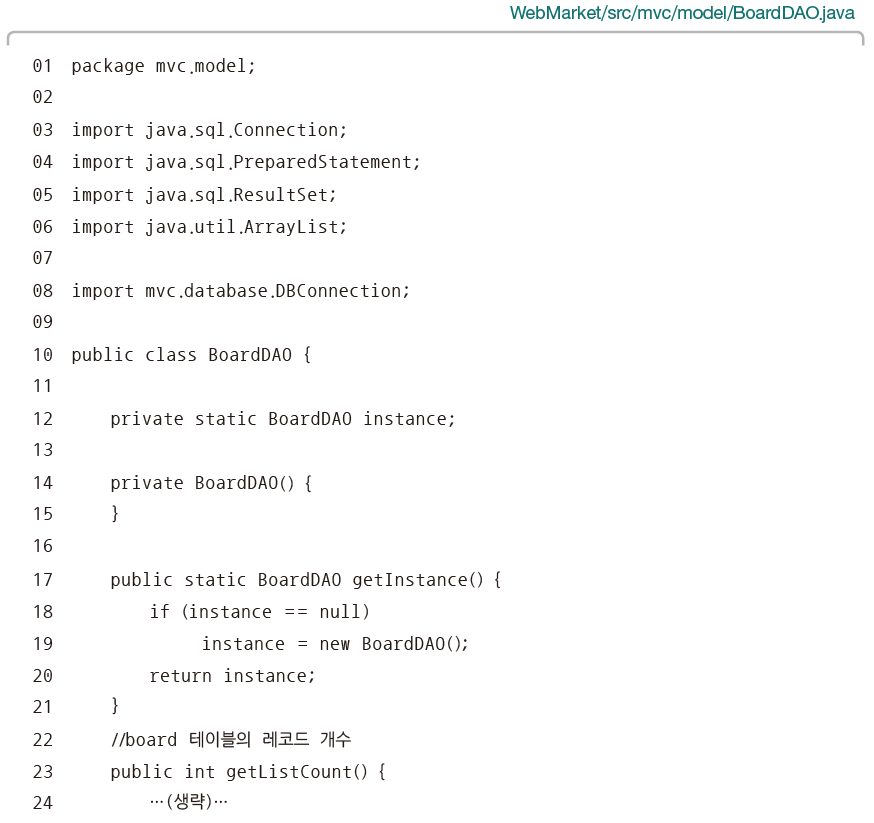 WebMarket/src/mvc/model/BoardDAO.java
01 package mvc.model;
02
03 import java.sql.Connection;
04 import java.sql.PreparedStatement;
05 import java.sql.ResultSet;
06 import java.util.ArrayList;
07
08 import mvc.database.DBConnection;
09
10 public class BoardDAO {
11
12 private static BoardDAO instance;
13
14 private BoardDAO() {
15 }
16
17 public static BoardDAO getInstance() {
18 if (instance == null)
19 instance = new BoardDAO();
20 return instance;
21 }
22 //board 테이블의 레코드 개수
23 public int getListCount() {
24 …(생략)…